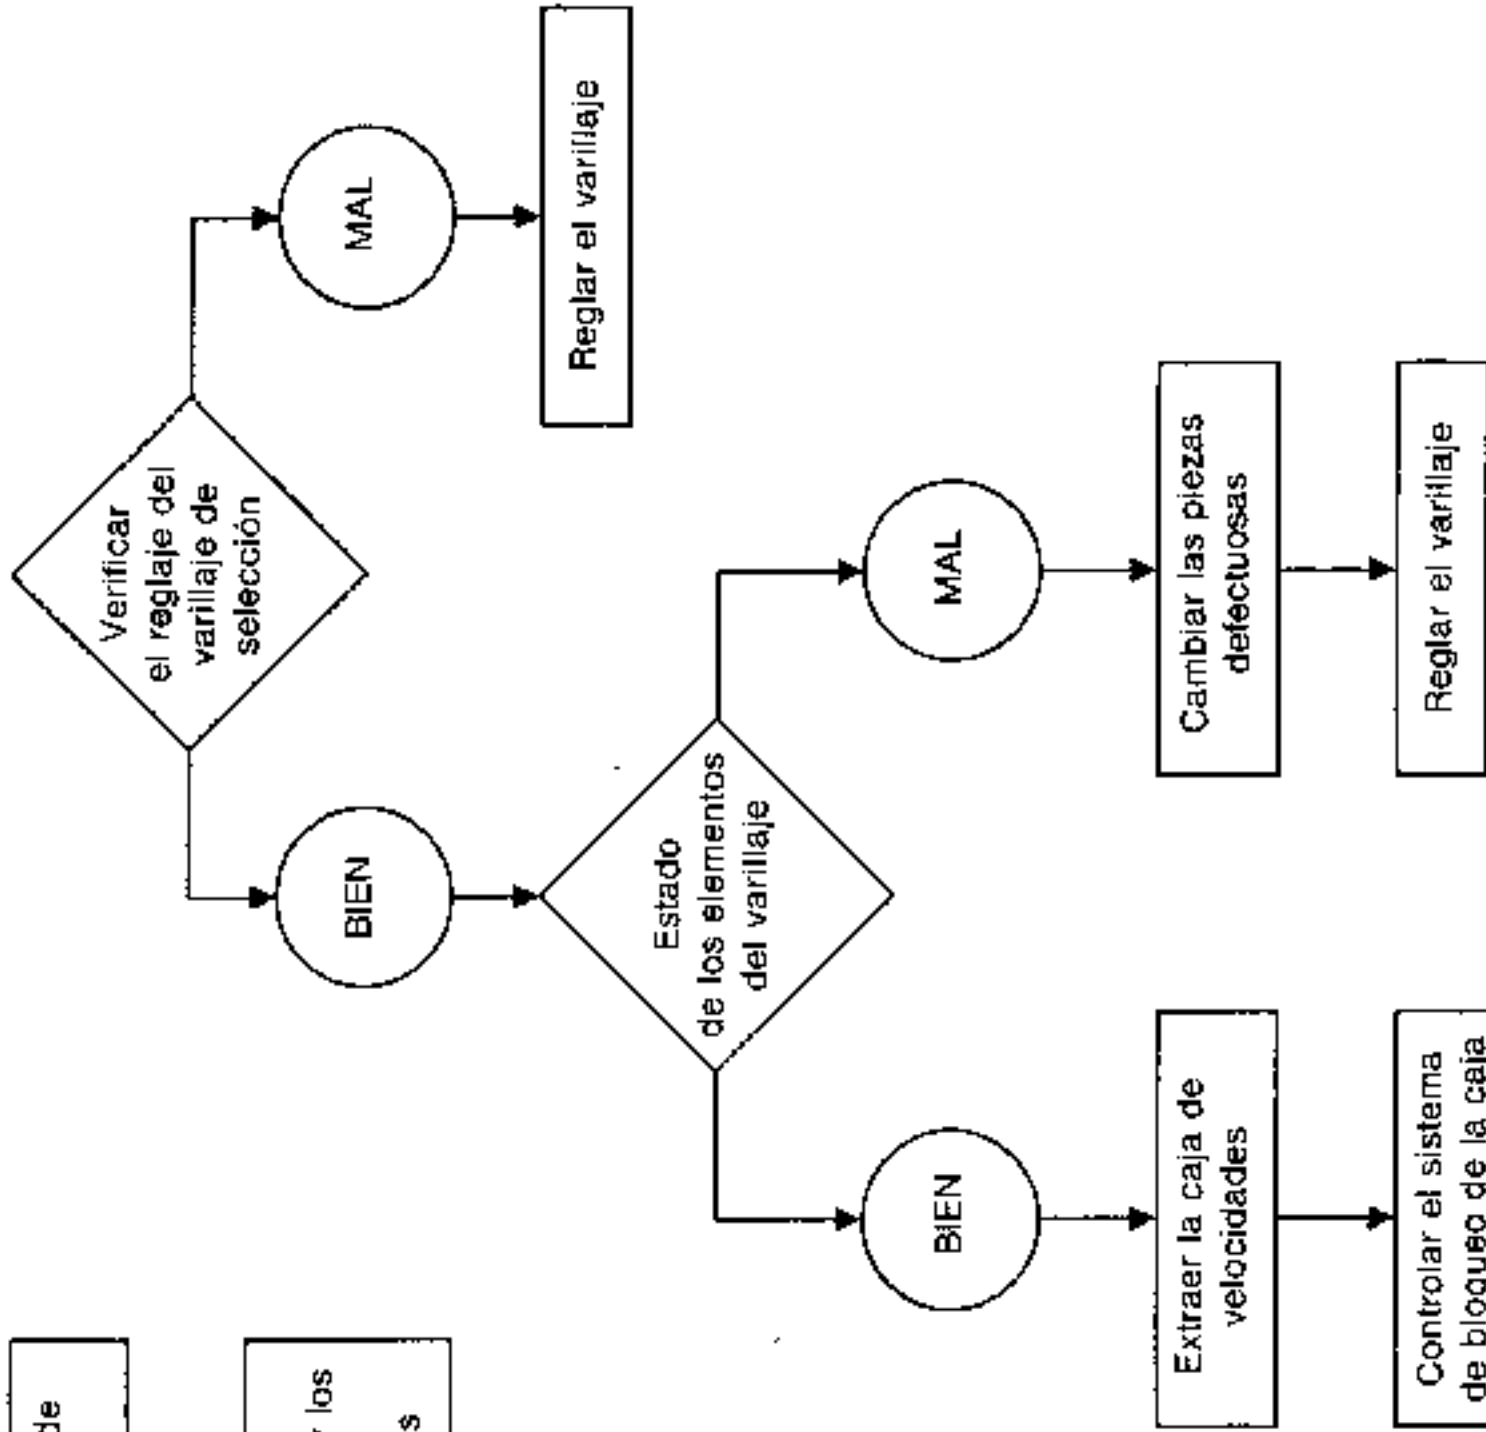 Verificar
el reglaje del
varillaje de
selección
MAL
Reglar el varillaje
BIEN
Estado
de los elementos
del varillaje
MAL
Cambiar las piezas
defectuosas
Reglar el varillaje
BIEN
Extraer la caja de
velocidades
Controlar el sistema
de bloqueo de la caja
de
los